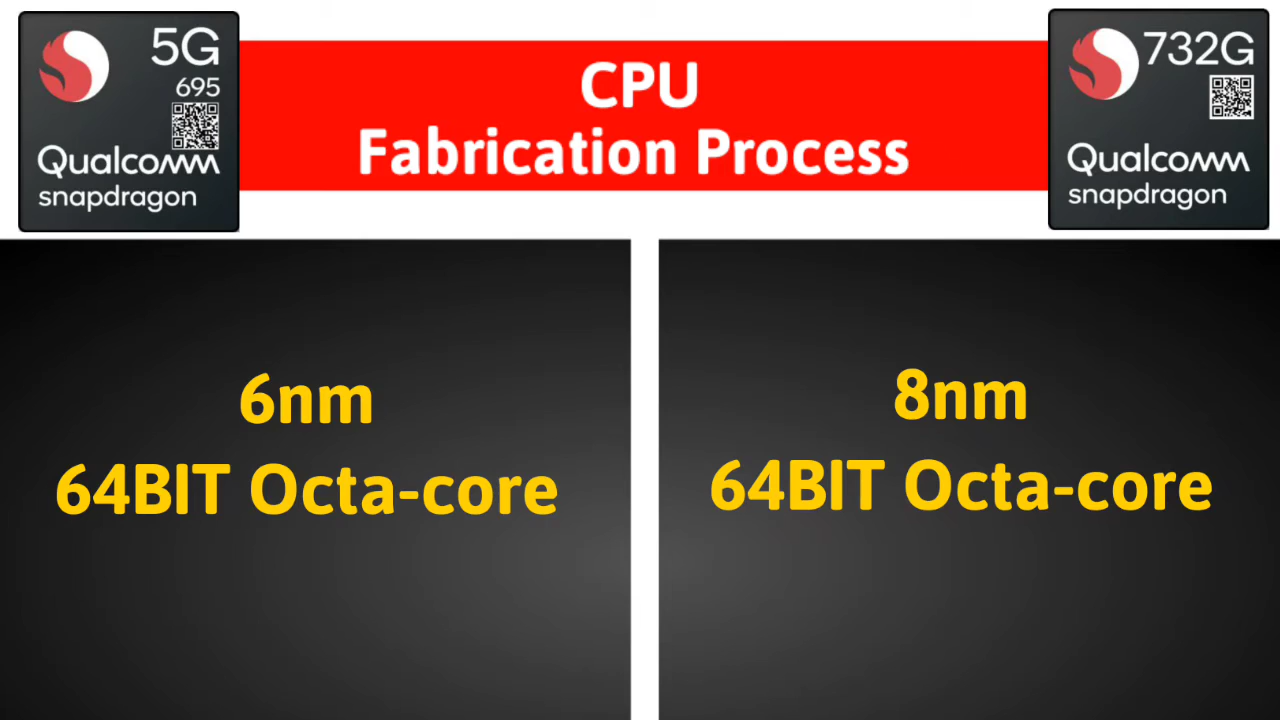 5G
695
Qualcomm
snapdragon
CPU
Fabrication Process
732G
Qualcomm
snapdragon
6nm
64BIT Octa-core
8nm
64BIT Octa-core